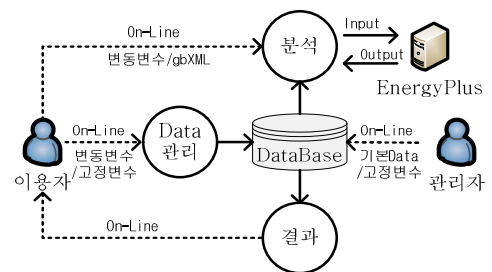 On-Line
변동변수/gbXML
분석
Input
Output
EnergyPlus
On-Line
변동변수
/고정변수
Data
관리
DataBase
On-Line
기본Data
/고정변수
이용자
관리자
On-Line
결과